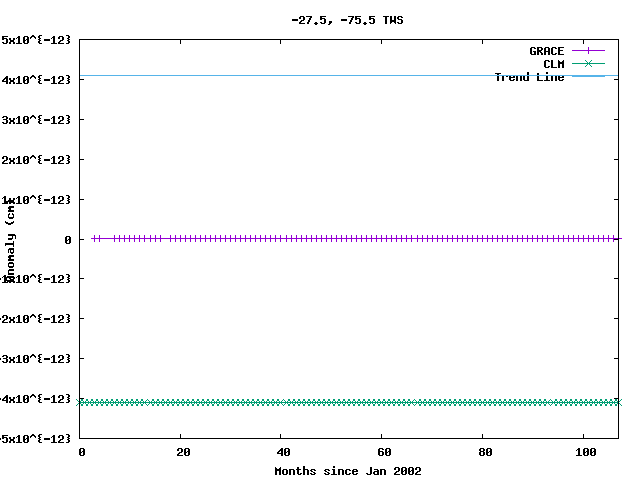 -27.5, -75.5 TWS
5x10^{-12}
4x10^{-12}
3x10^{-12}
2x10^{-12}
1x10^{-12}
0
-1x10^{-12}
-2x10^{-12}
-3x10^{-12}
-4x10^{-12}
-5x10^{-12}
Anomaly (cm)
GRACE
CLM
Trend Line
0 20 40 60 80 100
Months since Jan 2002